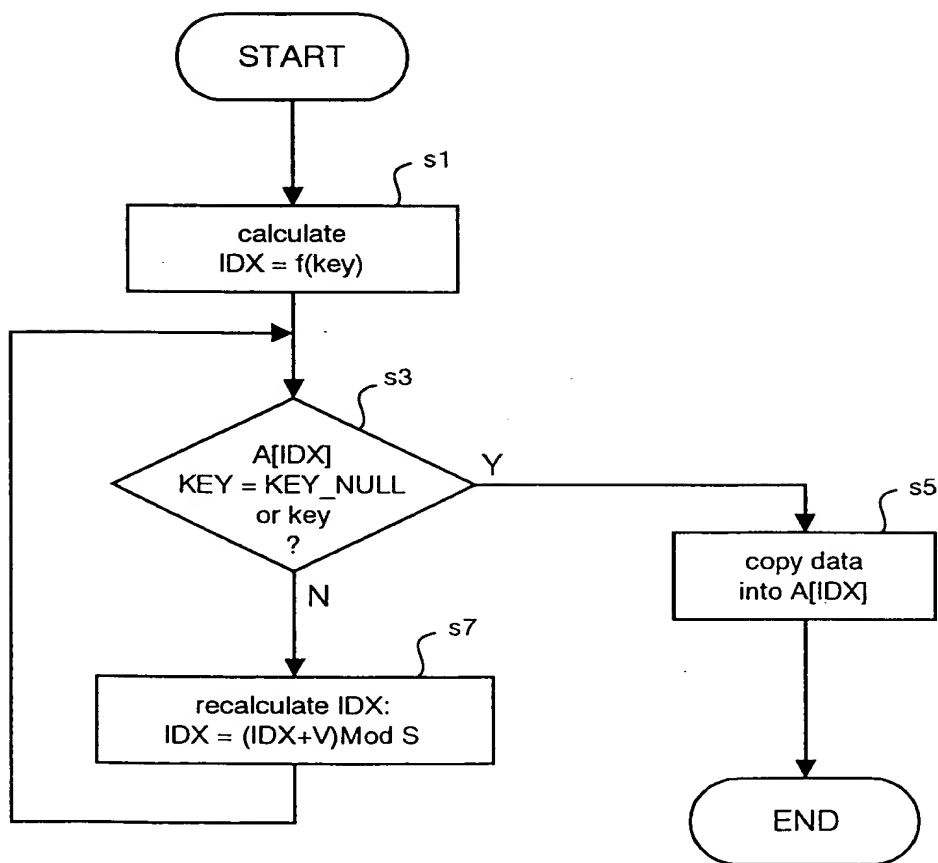 START
s1
calculate
IDX = f(key)
s3
A[IDX]
KEY = KEY_NULL
or key
?
Y
s5
copy data
into A[IDX]
N
s7
recalculate IDX:
IDX = (IDX+V)Mod S
END